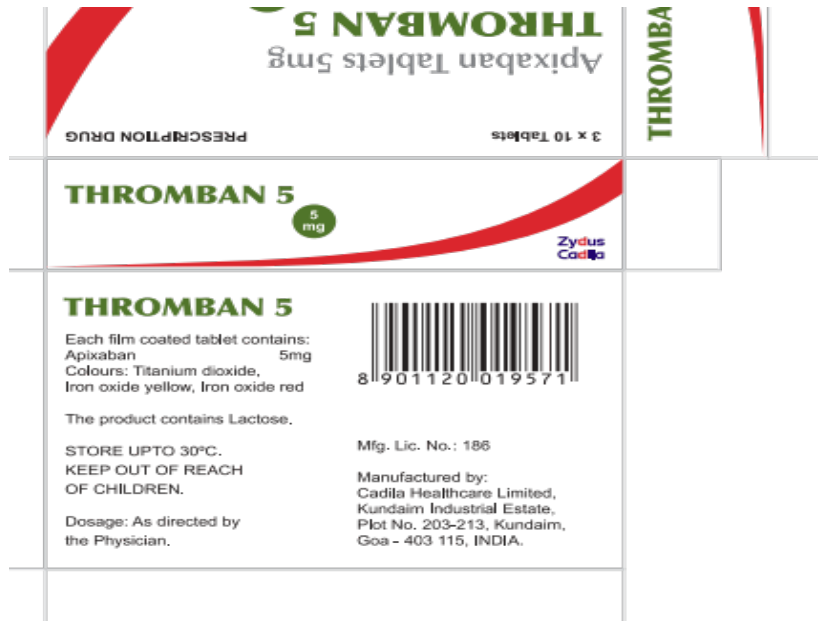 THROMBAN 5
Apixaban Tablets 5mg
3 x 10 Tablets PRESCRIPTION DRUG
THROMBA
THROMBAN 5
5
mg
Zydus
Cadila
THROMBAN 5
Each film coated tablet contains:
Apixaban 5mg
Colours: Titanium dioxide,
Iron oxide yellow, Iron oxide red
The product contains Lactose.
STORE UPTO 30ºC.
KEEP OUT OF REACH
OF CHILDREN.
Dosage: As directed by
the Physician.
8 901120 019571
Mfg. Lic. No.: 186
Manufactured by:
Cadila Healthcare Limited,
Kundaim Industrial Estate,
Plot No. 203-213, Kundaim,
Goa - 403 115, INDIA.